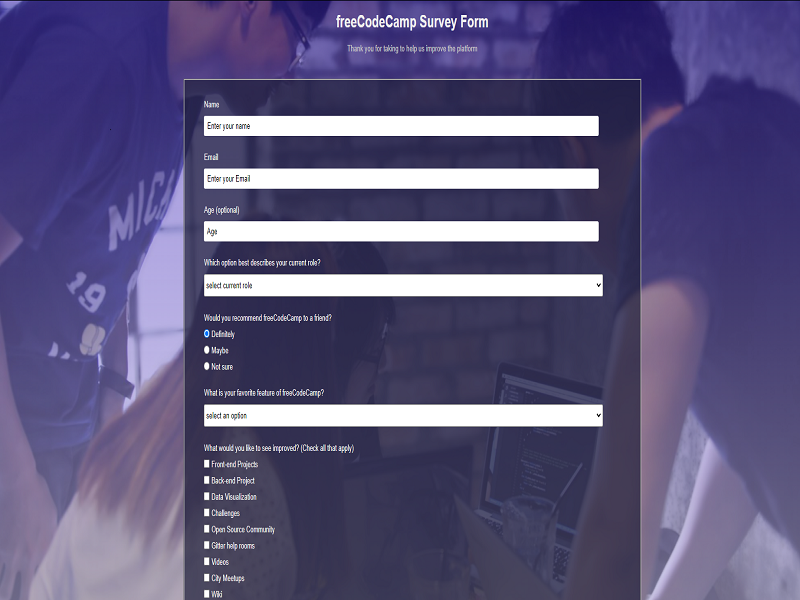 freeCodeCamp Survey Form
Thank you for taking to help us improve the platform
Name
Enter your name
Email
Enter your Email
Age (optional)
Age
Which option best describes your current role?
select current role
Would you recommend freeCodeCamp to a friend?
Definitely
Maybe
Not sure
What is your favorite feature of freeCodeCamp?
select an option
What would you like to see improved? (Check all that apply)
Front-end Projects
Back-end Project
Data Visualization
Challenges
Open Source Community
Gitter help rooms
Videos
City Meetups
Wiki
MICH
19